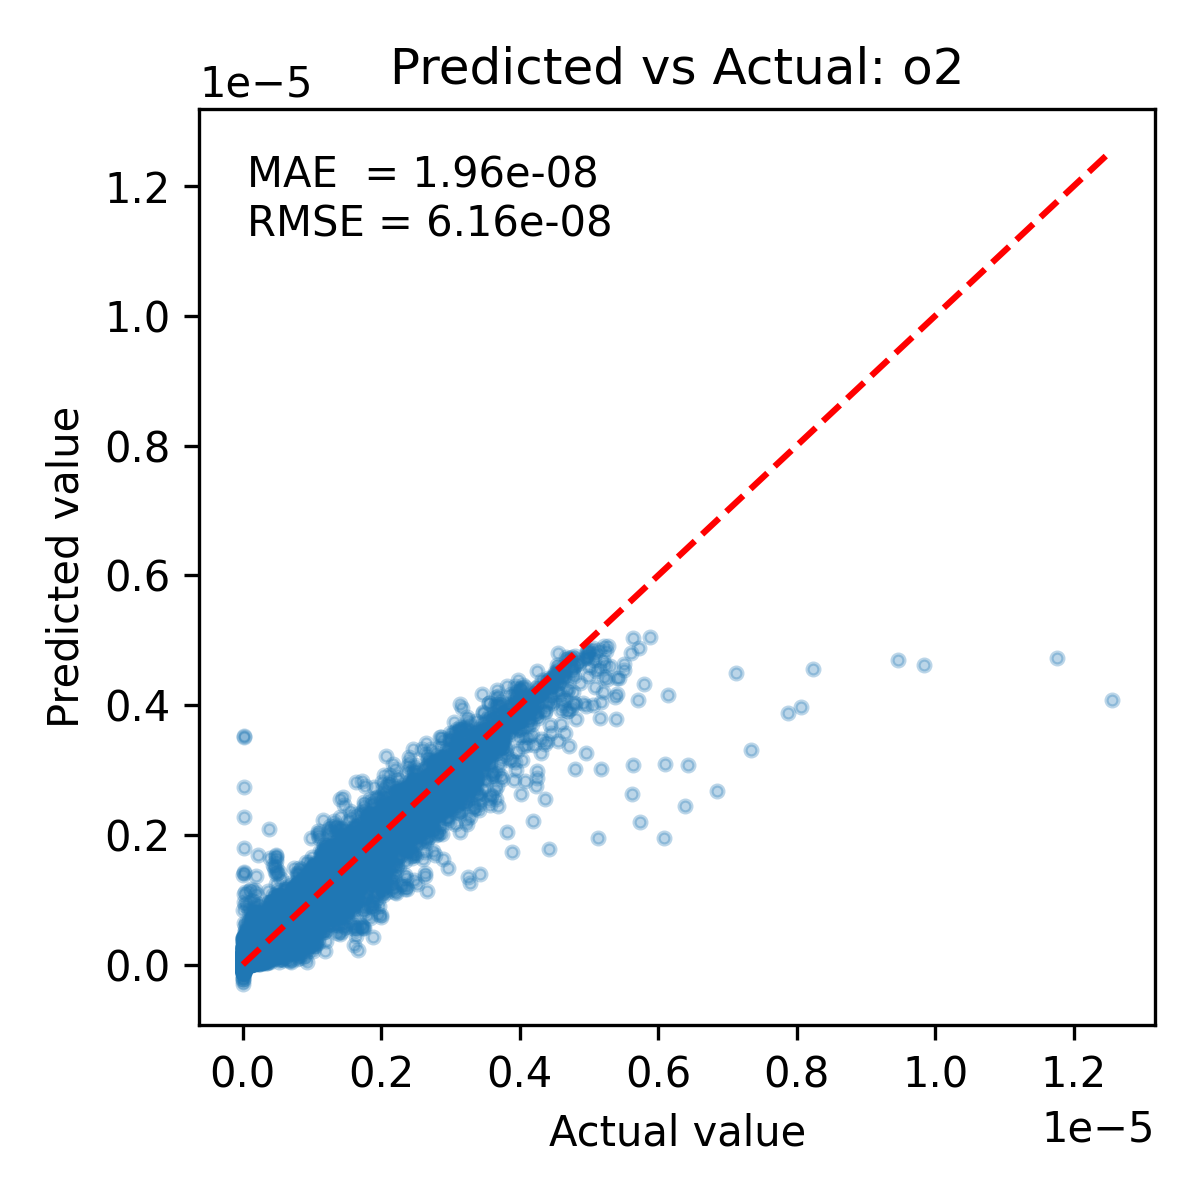 Predicted vs Actual: o2
1e−5
MAE  = 1.96e-08
RMSE = 6.16e-08
1.2
1.0
0.8
0.6
0.4
0.2
0.0
Predicted value
0.0 0.2 0.4 0.6 0.8 1.0 1.2
Actual value
1e−5